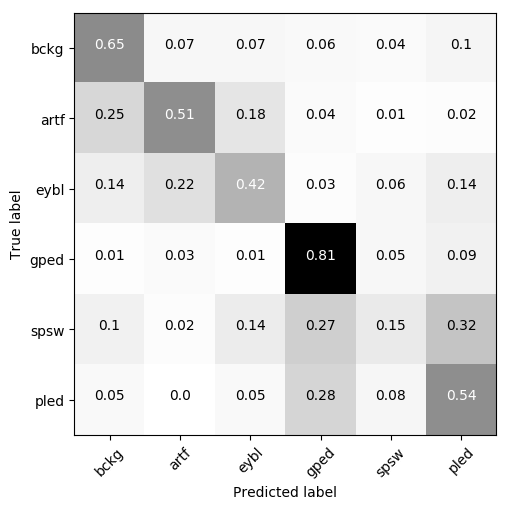 bckg 0.65 0.07 0.07 0.06 0.04 0.1
artf 0.25 0.51 0.18 0.04 0.01 0.02
eybl 0.14 0.22 0.42 0.03 0.06 0.14
gped 0.01 0.03 0.01 0.81 0.05 0.09
spsw 0.1 0.02 0.14 0.27 0.15 0.32
pled 0.05 0.0 0.05 0.28 0.08 0.54
True label
bckg artf eybl gped spsw pled
Predicted label